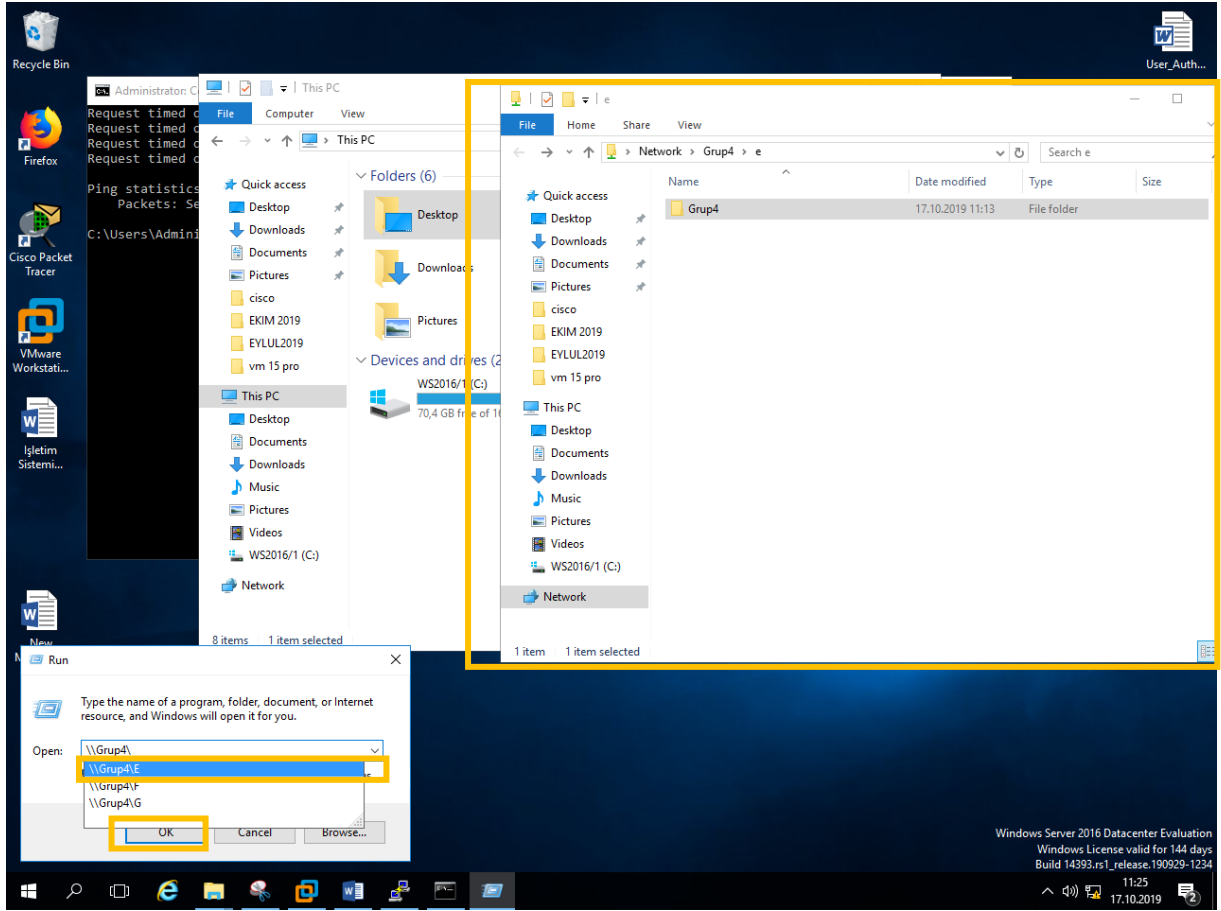 Recycle Bin
User_Auth...
Firefox
Cisco Packet
Tracer
VMware
Workstati...
Işletim
Sistemi...
New
Administrator: C
Request timed
Request timed
Request timed
Request timed
Ping statistics
Packets:
C:\Users\Admini
This PC
File Computer View
This PC
Quick access
Desktop
Downloads
Documents
Pictures
cisco
EKIM 2019
EYLUL2019
vm 15 pro
This PC
Desktop
Documents
Downloads
Music
Pictures
Videos
WS2016/1 (C:)
Network
Folders (6)
Desktop
Downloads
Pictures
Devices and drives (2
WS2016/1 (C:)
70,4 GB free of 1
8 items 1 item selected
e
File Home Share View
Network > Grup4 > e
Search e
Quick access
Desktop
Downloads
Documents
Pictures
cisco
EKIM 2019
EYLUL2019
vm 15 pro
This PC
Desktop
Documents
Downloads
Music
Pictures
Videos
WS2016/1 (C:)
Network
Name Date modified Type Size
Grup4 17.10.2019 11:13 File folder
1 item 1 item selected
Run
Type the name of a program, folder, document, or Internet
resource, and Windows will open it for you.
Open: \\Grup4\
\\Grup4\E
\\Grup4\F
\\Grup4\G
OK Cancel Browse...
Windows Server 2016 Datacenter Evaluation
Windows License valid for 144 days
Build 14393.rs1_release.190929-1234
11:25
17.10.2019
2